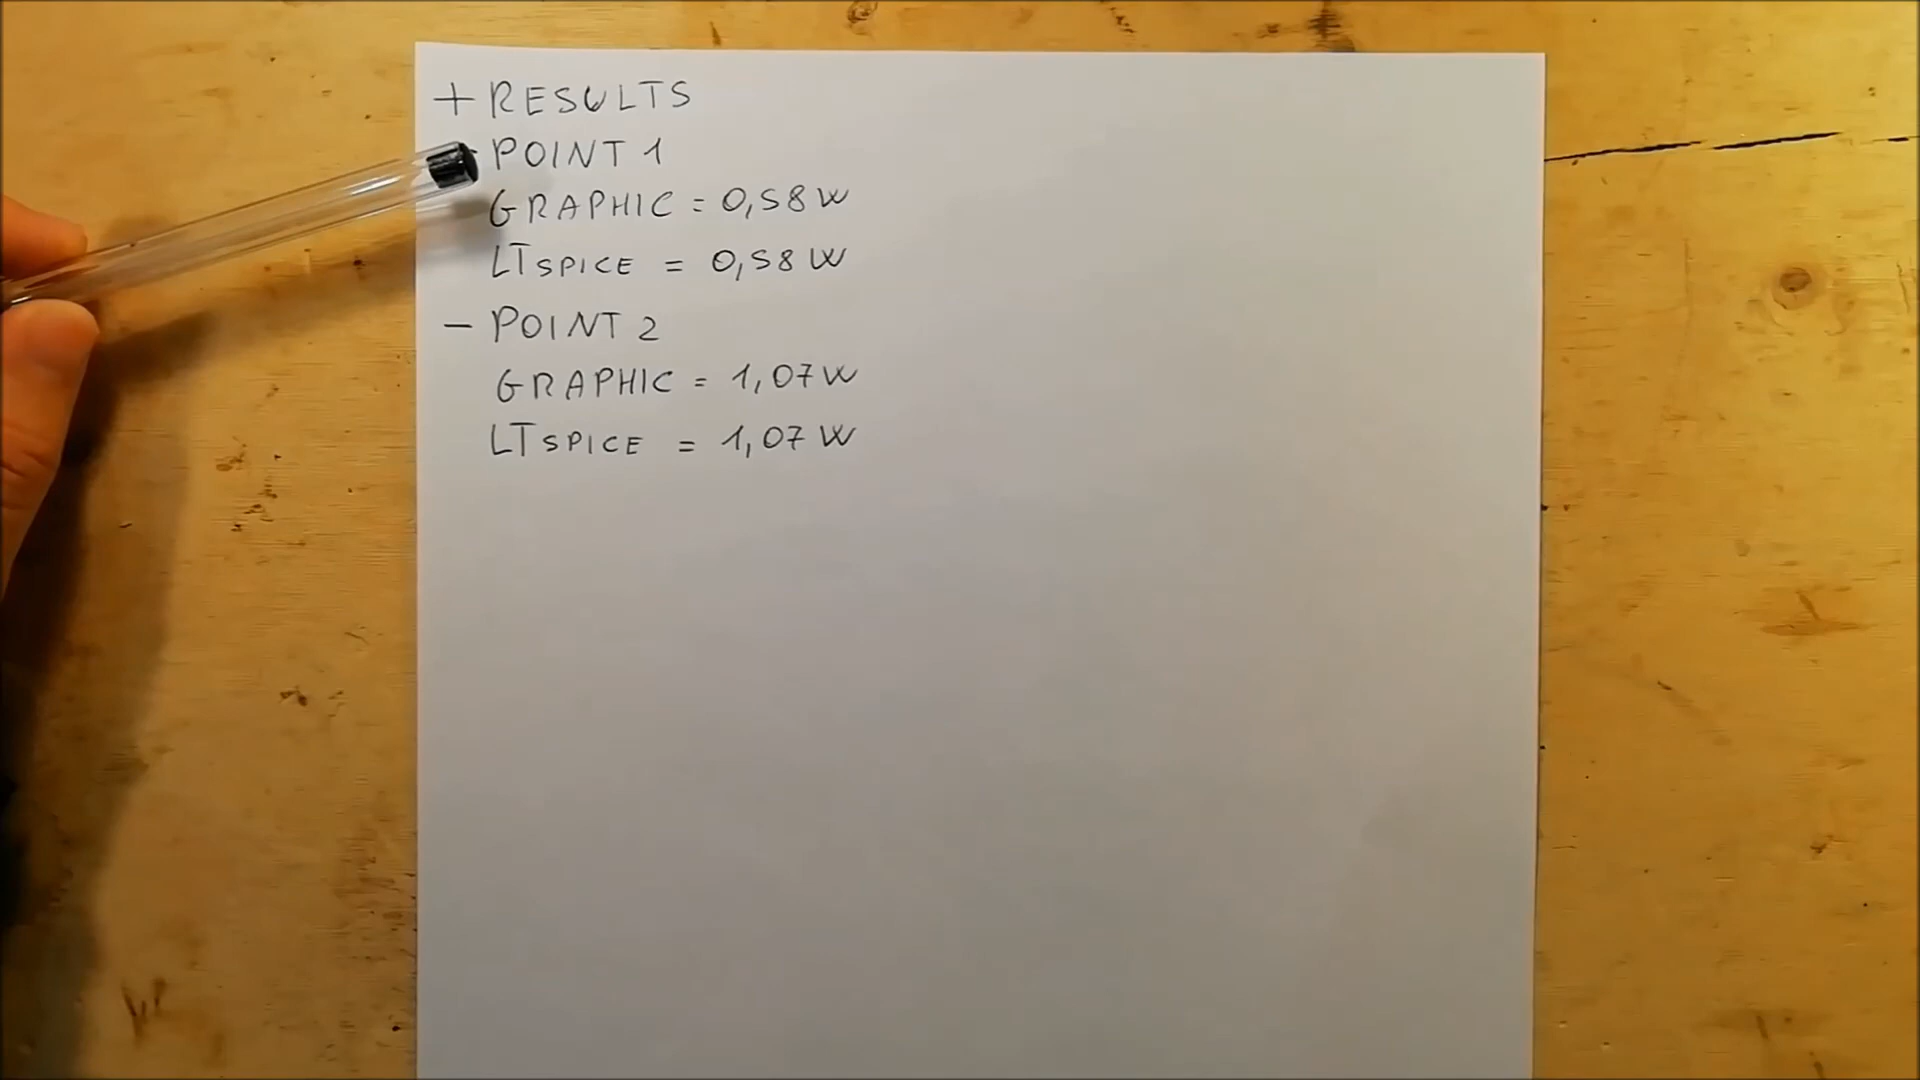 + RESULTS
- POINT 1
GRAPHIC = 0,58 W
LTSPICE = 0,58 W
- POINT 2
GRAPHIC = 1,07 W
LTSPICE = 1,07 W